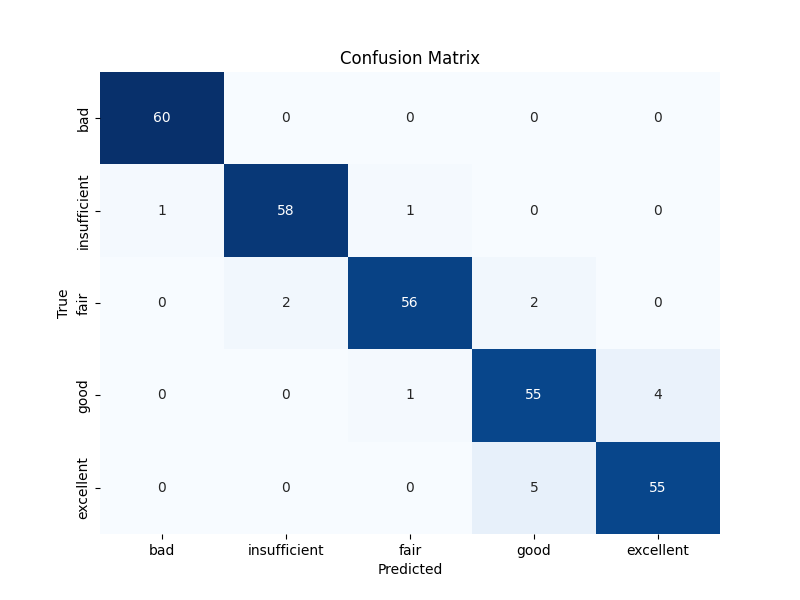 Confusion Matrix
bad 60 0 0 0 0
insufficient 1 58 1 0 0
fair 0 2 56 2 0
good 0 0 1 55 4
excellent 0 0 0 5 55
True
bad insufficient fair good excellent
Predicted